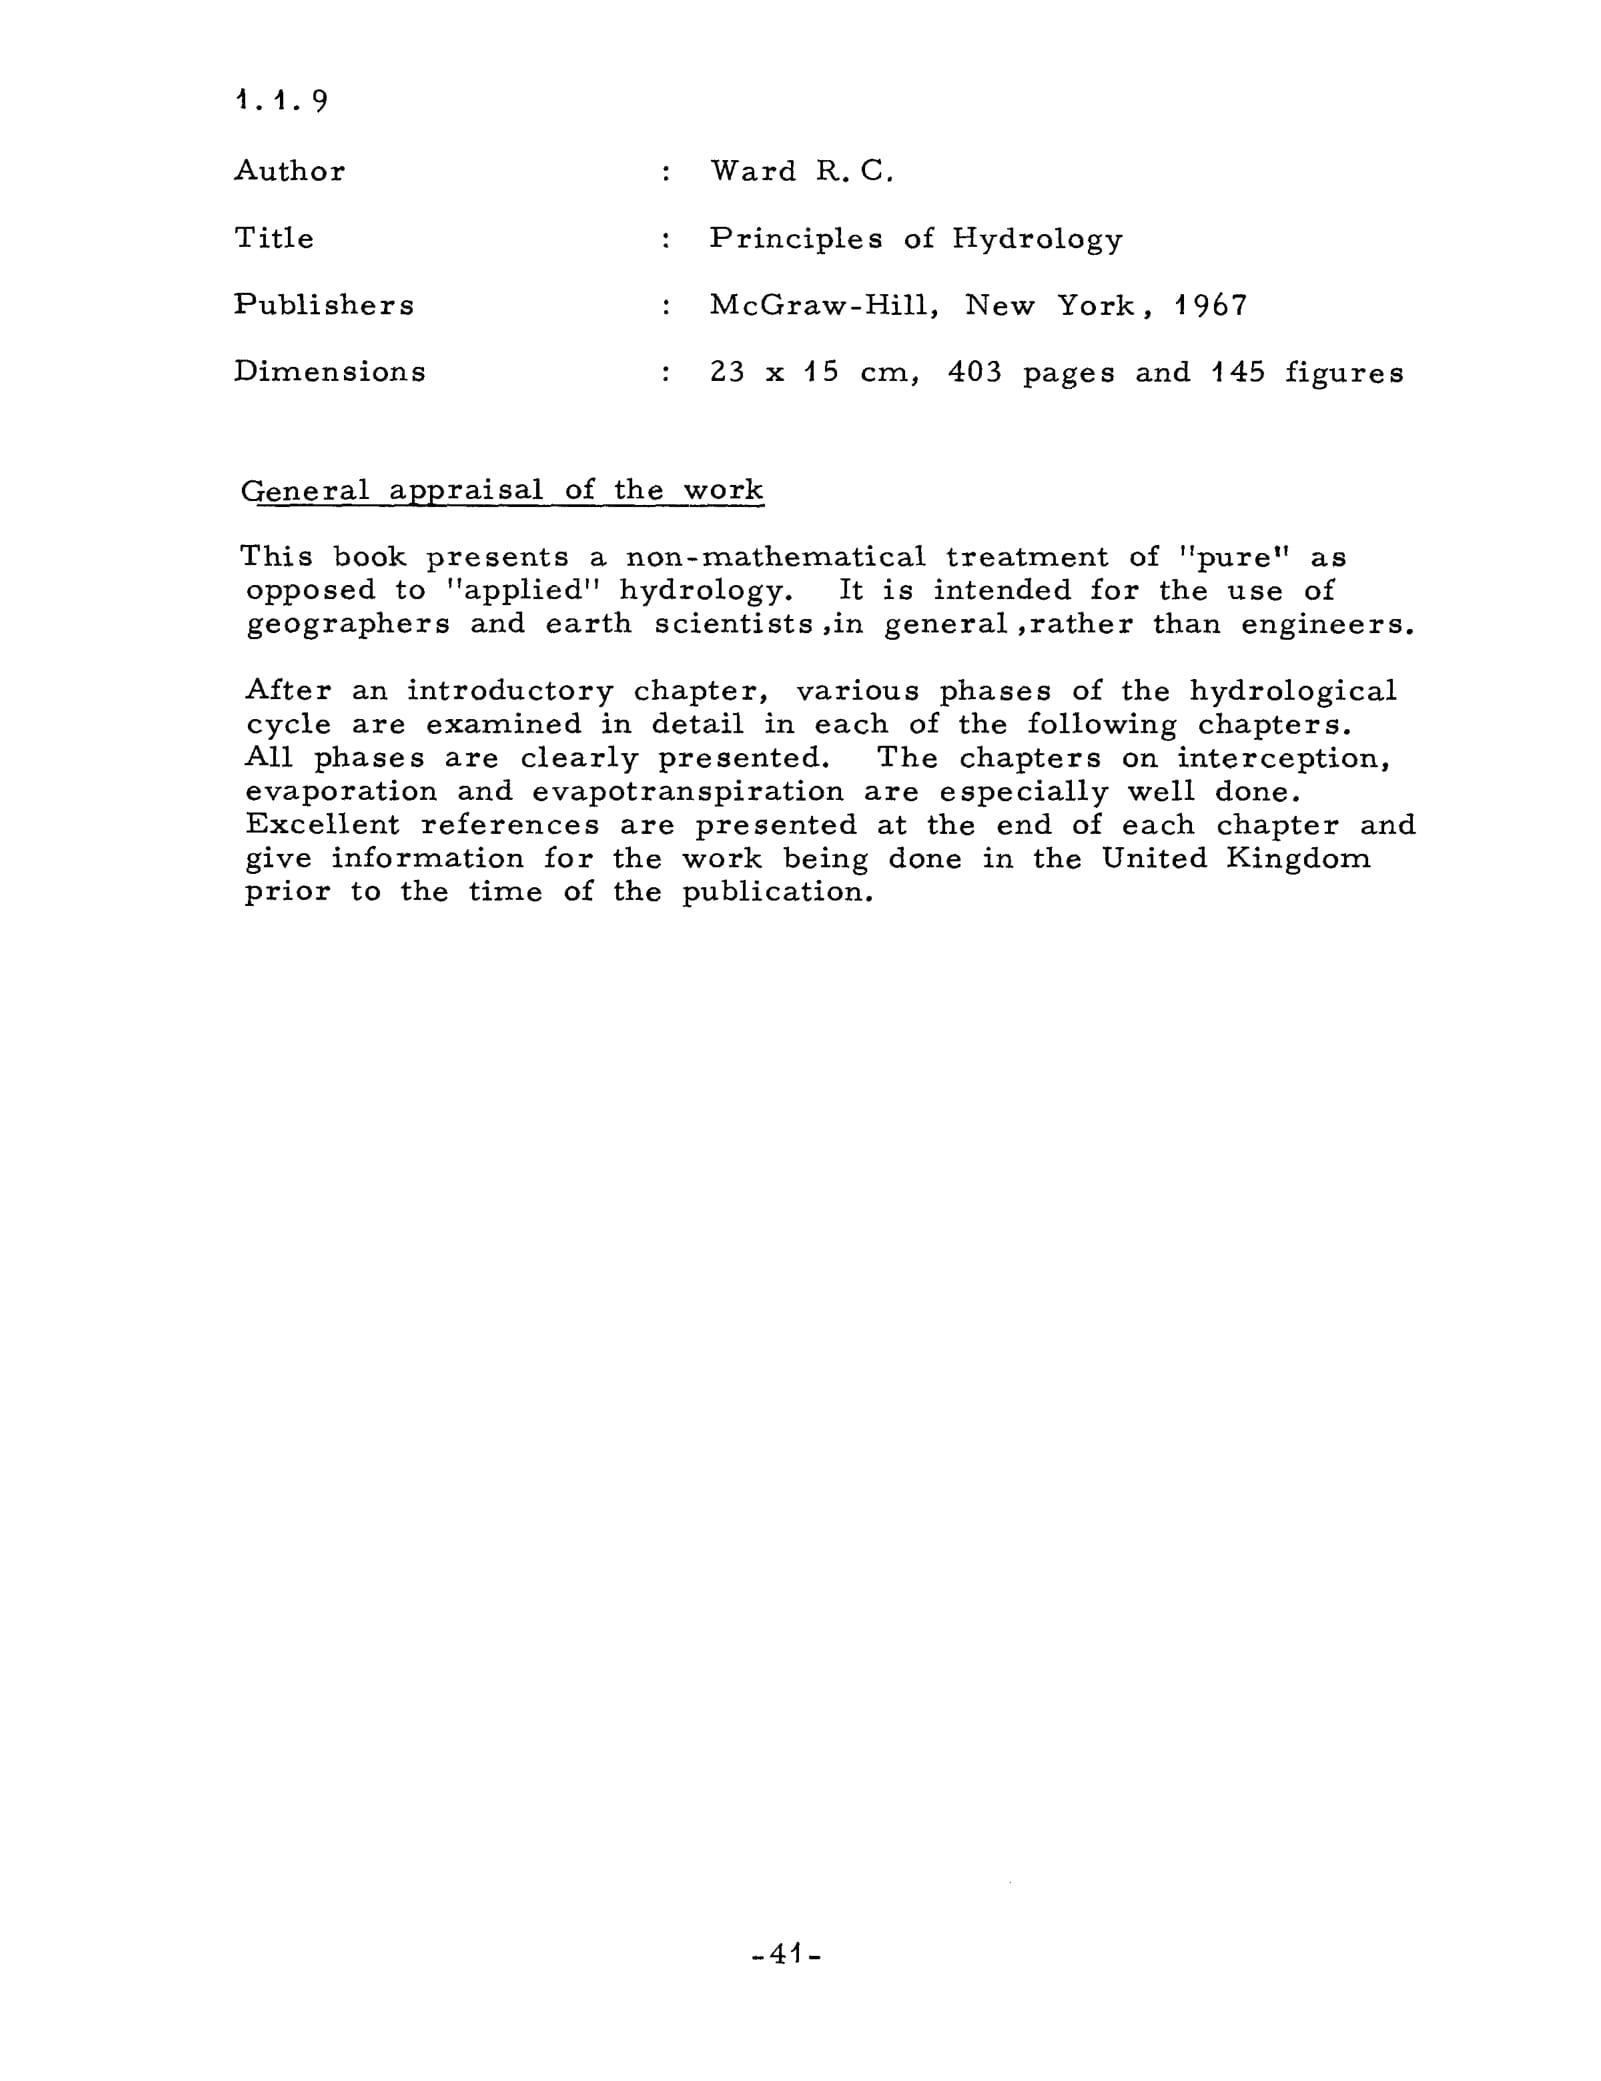 1.1.9
Author : Ward R.C.
Title : Principles of Hydrology
Publishers : McGraw-Hill, New York, 1967
Dimensions : 23 x 15 cm, 403 pages and 145 figures
General appraisal of the work
This book presents a non-mathematical treatment of "pure" as
opposed to "applied" hydrology. It is intended for the use of
geographers and earth scientists ,in general ,rather than engineers.
After an introductory chapter, various phases of the hydrological
cycle are examined in detail in each of the following chapters.
All phases are clearly presented. The chapters on interception,
evaporation and evapotranspiration are especially well done.
Excellent references are presented at the end of each chapter and
give information for the work being done in the United Kingdom
prior to the time of the publication.
-41-